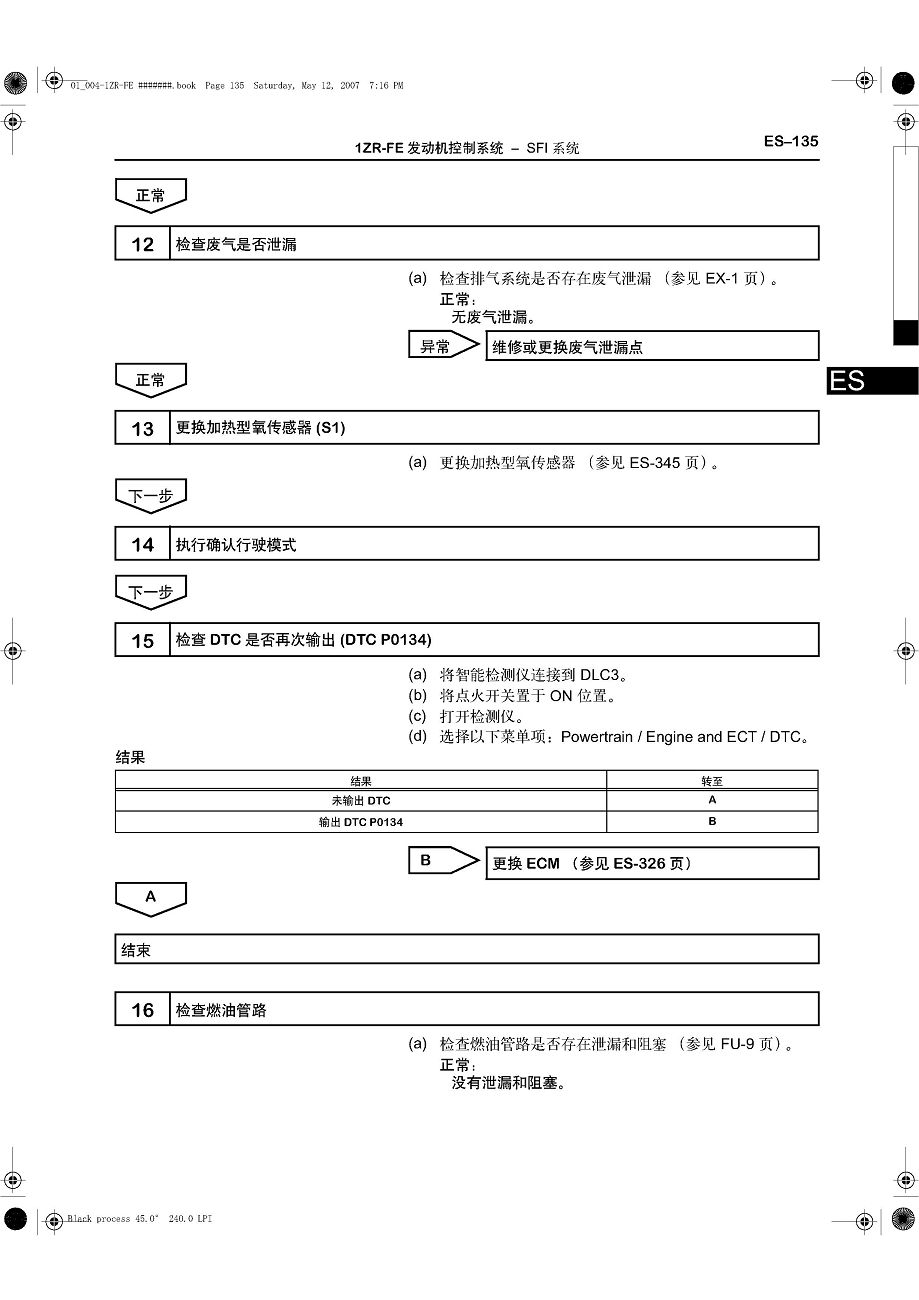 01_004-1ZR-FE #######.book Page 135 Saturday, May 12, 2007 7:16 PM
1ZR-FE 发动机控制系统 – SFI 系统
ES–135
正常
12 检查废气是否泄漏
(a) 检查排气系统是否存在废气泄漏 （参见 EX-1 页）。
正常：
无废气泄漏。
异常 维修或更换废气泄漏点
正常
ES
13 更换加热型氧传感器 (S1)
(a) 更换加热型氧传感器 （参见 ES-345 页）。
下一步
14 执行确认行驶模式
下一步
15 检查 DTC 是否再次输出 (DTC P0134)
(a) 将智能检测仪连接到 DLC3。
(b) 将点火开关置于 ON 位置。
(c) 打开检测仪。
(d) 选择以下菜单项：Powertrain / Engine and ECT / DTC。
结果
结果 转至
未输出 DTC A
输出 DTC P0134 B
B 更换 ECM （参见 ES-326 页）
A
结束
16 检查燃油管路
(a) 检查燃油管路是否存在泄漏和阻塞 （参见 FU-9 页）。
正常：
没有泄漏和阻塞。
Black process 45.0° 240.0 LPI